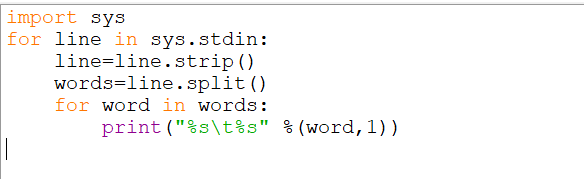 import sys
for line in sys.stdin:
    line=line.strip()
    words=line.split()
    for word in words:
        print("%s\t%s" %(word,1))